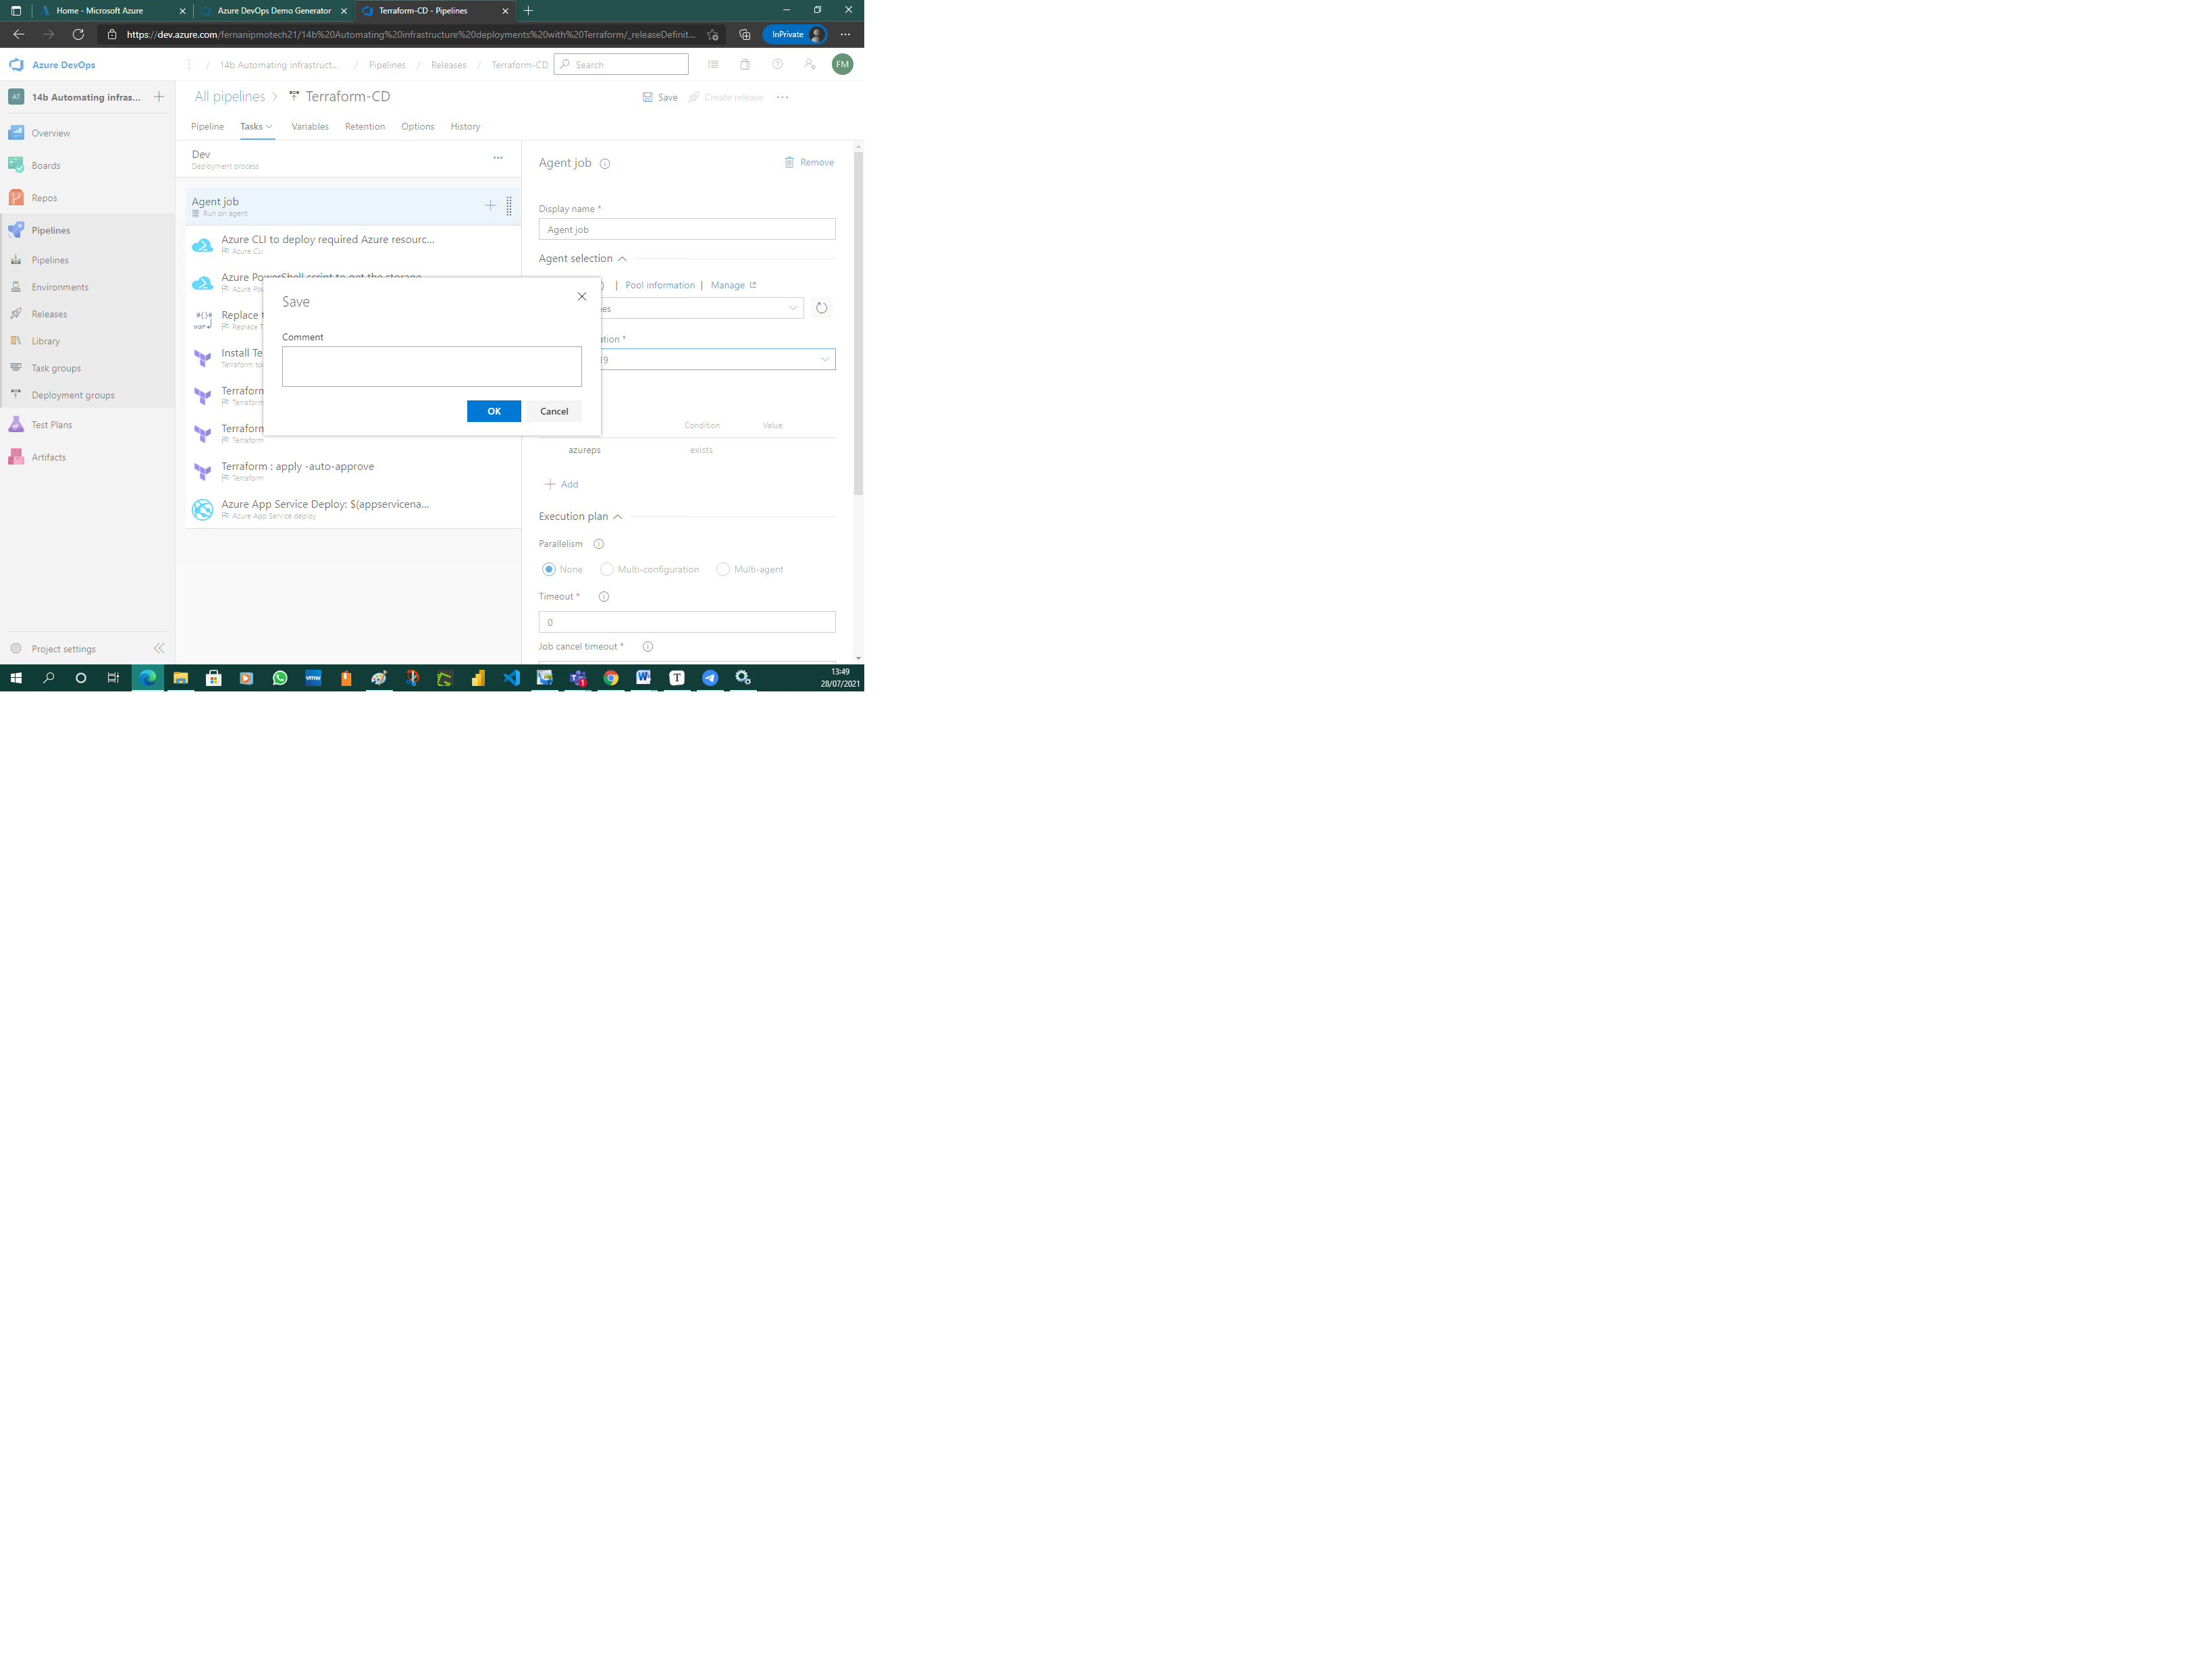 Home - Microsoft Azure
Azure DevOps Demo Generator
Terraform-CD - Pipelines
https://dev.azure.com/fernanipmotech21/14b%20Automating%20infrastructure%20deployments%20with%20Terraform/_releaseDefinit...
InPrivate
Azure DevOps
/ 14b Automating infrastruct... / Pipelines / Releases / Terraform-CD
Search
FM
AT
14b Automating infras...
Overview
Boards
Repos
Pipelines
Pipelines
Environments
Releases
Library
Task groups
Deployment groups
Test Plans
Artifacts
Project settings
All pipelines > Terraform-CD
Save
Create release
Pipeline
Tasks
Variables
Retention
Options
History
Dev
Deployment process
Agent job
Run on agent
Azure CLI to deploy required Azure resourc...
Azure CLI
Azure PowerShell script to get the storage
Azure Po
Replace t
Replace T
Install Te
Terraform to
Terraform
Terraform
Terraform
Terraform
Terraform : apply -auto-approve
Terraform
Azure App Service Deploy: $(appservicena...
Azure App Service deploy
Save
Comment
OK
Cancel
Agent job
Remove
Display name *
Agent job
Agent selection
| Pool information | Manage
es
ation *
19
Condition
Value
azureps
exists
Add
Execution plan
Parallelism
None
Multi-configuration
Multi-agent
Timeout *
0
Job cancel timeout *
13:49
28/07/2021